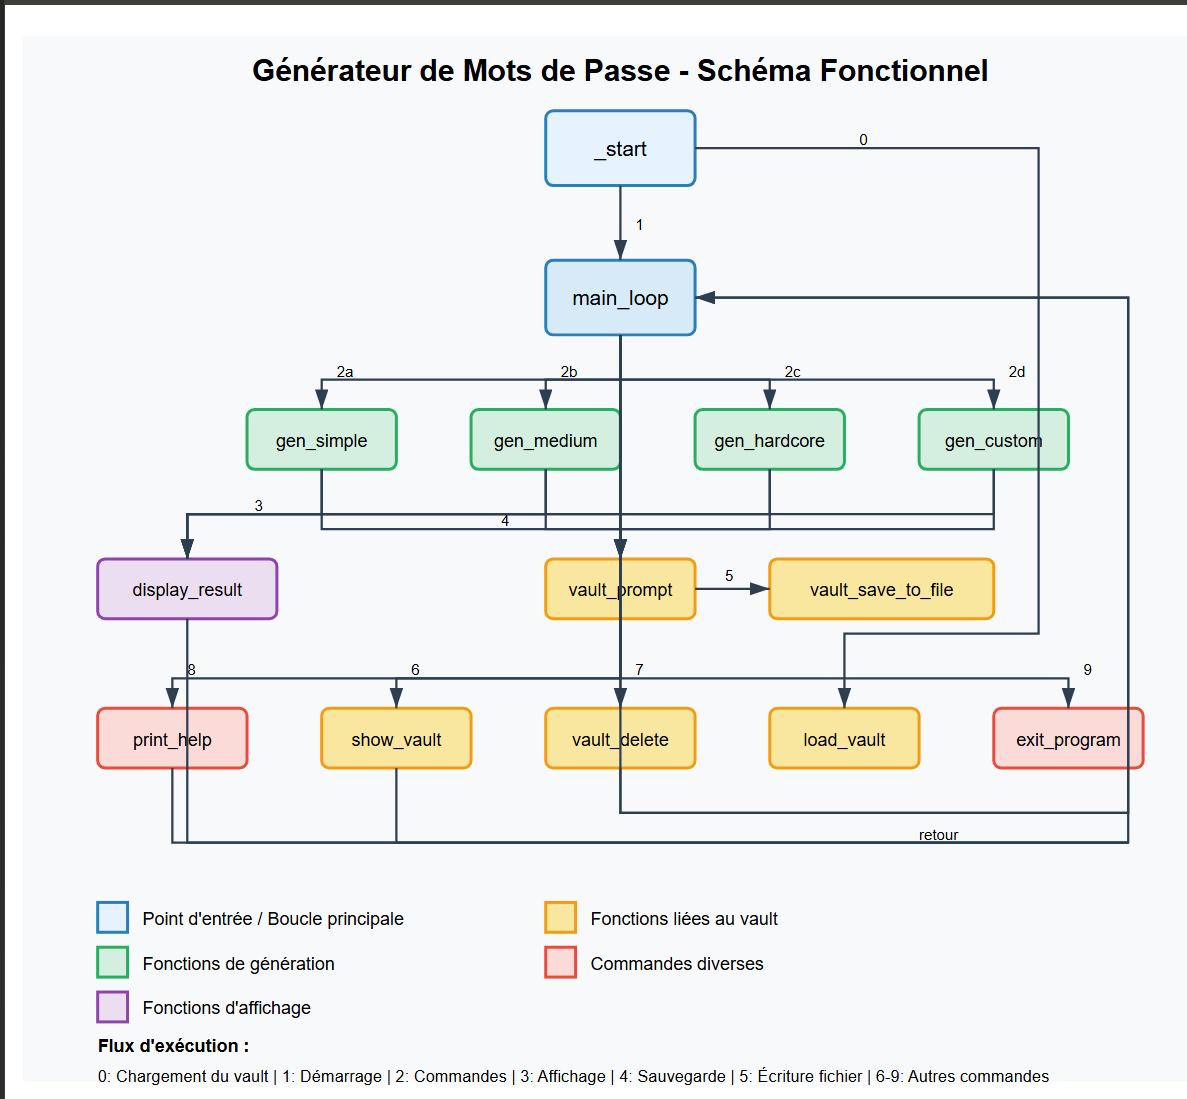 Générateur de Mots de Passe - Schéma Fonctionnel
_start
0
1
main_loop
2a
2b
2c
2d
gen_simple
gen_medium
gen_hardcore
gen_custom
3
4
display_result
vault_prompt
5
vault_save_to_file
8
6
7
9
print_help
show_vault
vault_delete
load_vault
exit_program
retour
Point d'entrée / Boucle principale
Fonctions liées au vault
Fonctions de génération
Commandes diverses
Fonctions d'affichage
Flux d'exécution :
0: Chargement du vault | 1: Démarrage | 2: Commandes | 3: Affichage | 4: Sauvegarde | 5: Écriture fichier | 6-9: Autres commandes